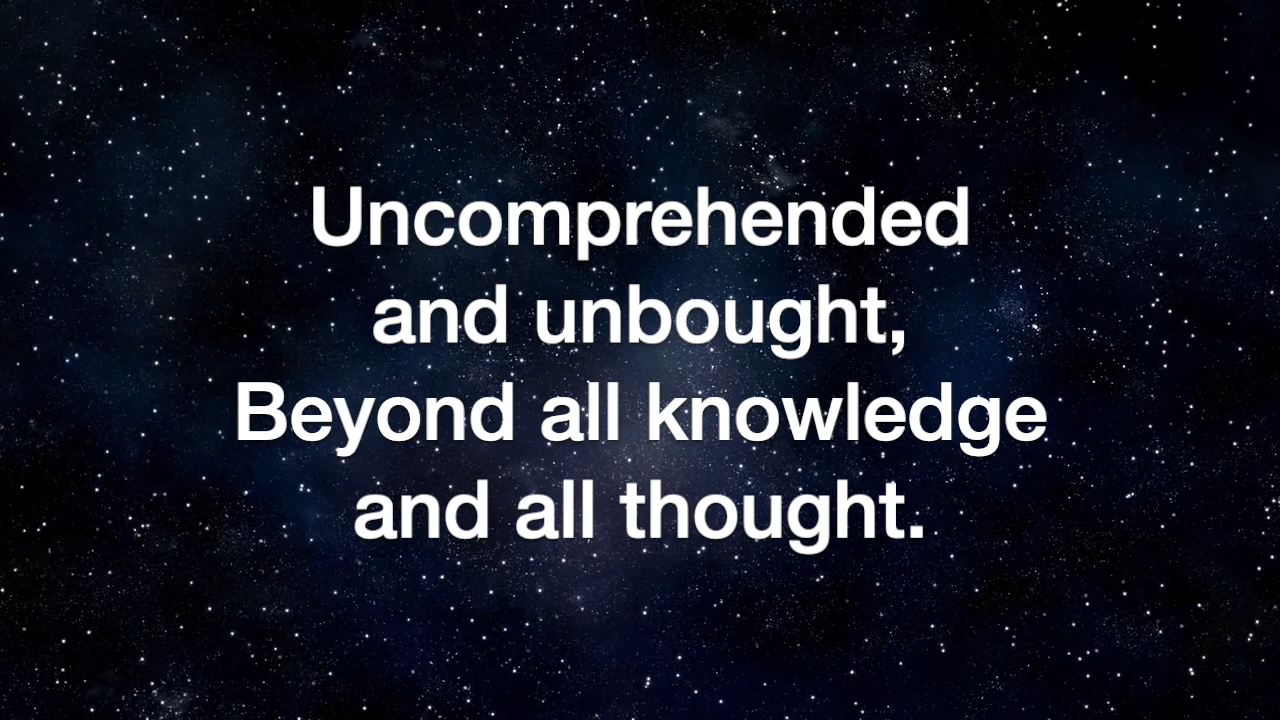 Uncomprehended
and unbought,
Beyond all knowledge
and all thought.